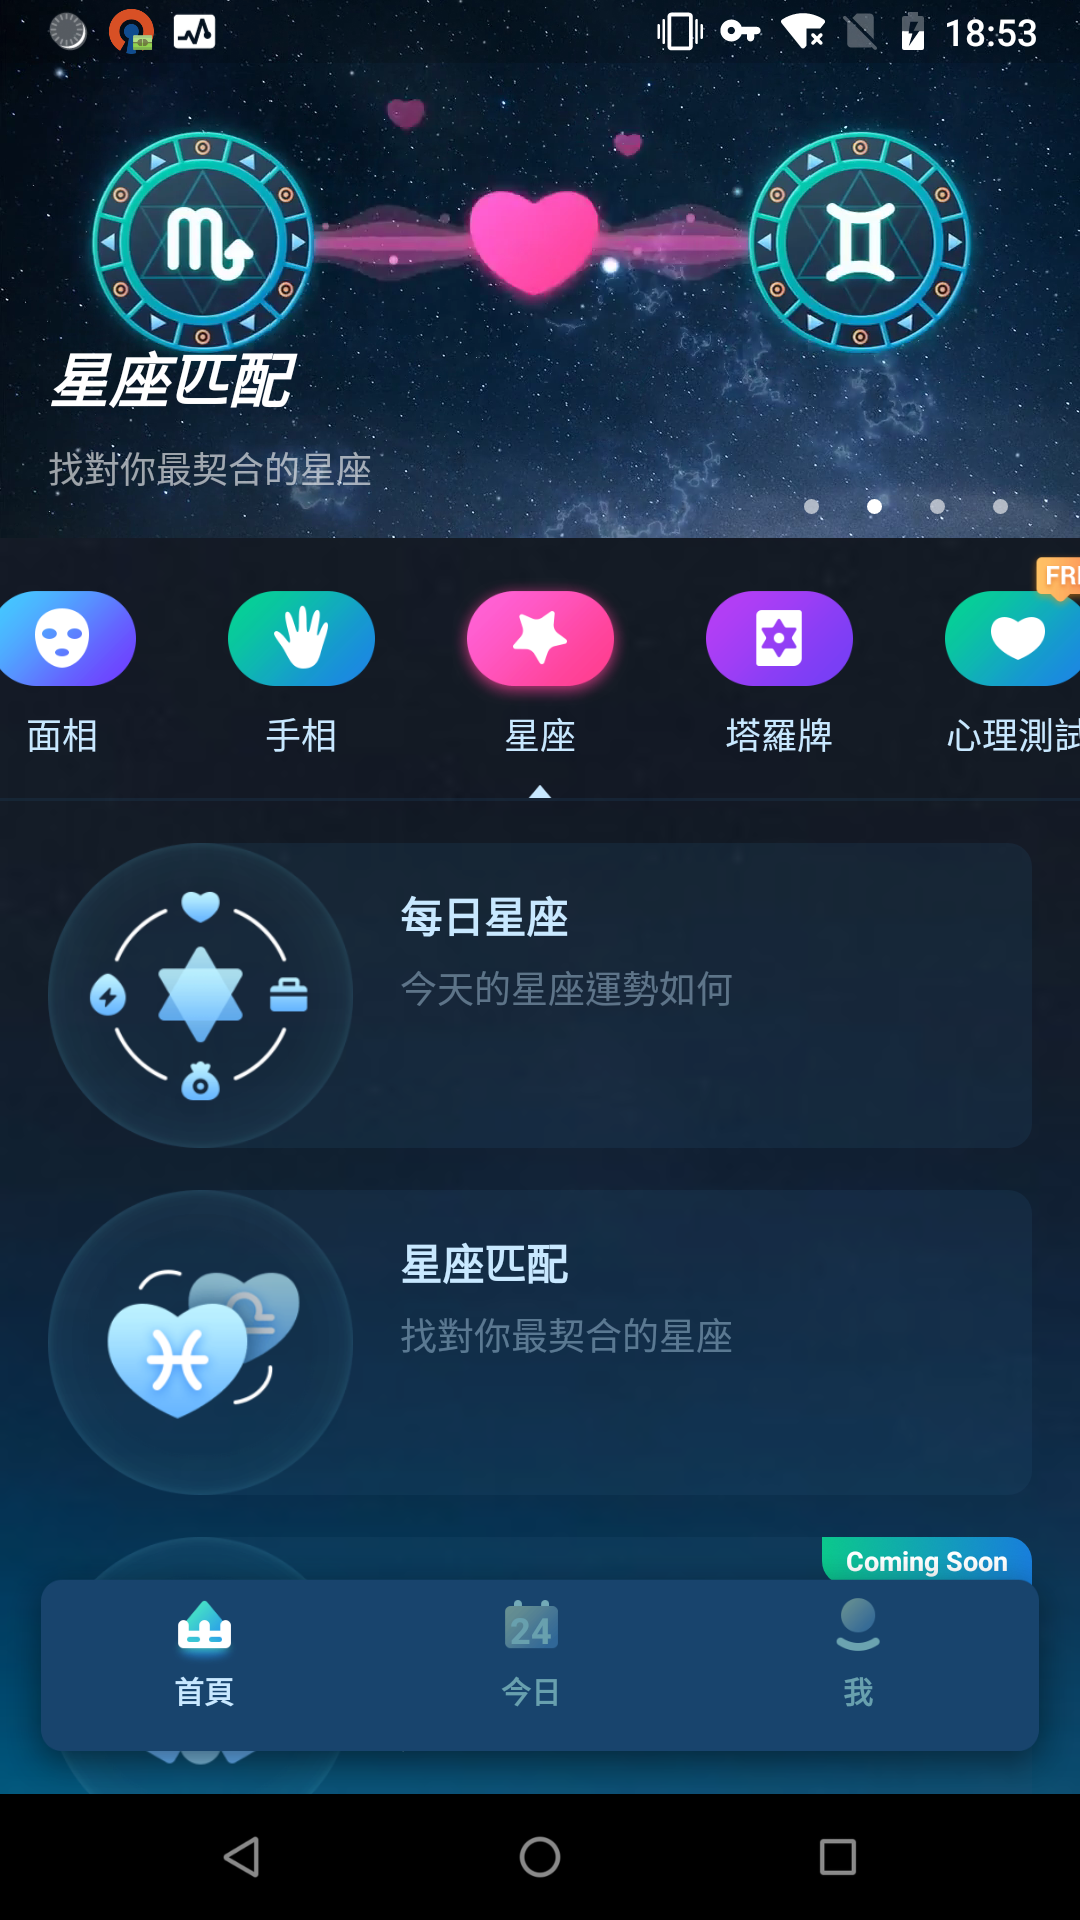 18:53
星座匹配
找對你最契合的星座
面相
手相
星座
塔羅牌
心理測試
每日星座
今天的星座運勢如何
星座匹配
找對你最契合的星座
Coming Soon
24
首頁
今日
我